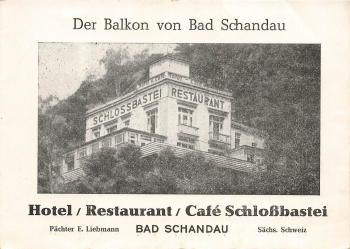 Der Balkon von Bad Schandau
SCHLOSSBASTEI RESTAURANT
Hotel / Restaurant / Café Schloßbastei
Pächter E. Liebmann BAD SCHANDAU Sächs. Schweiz